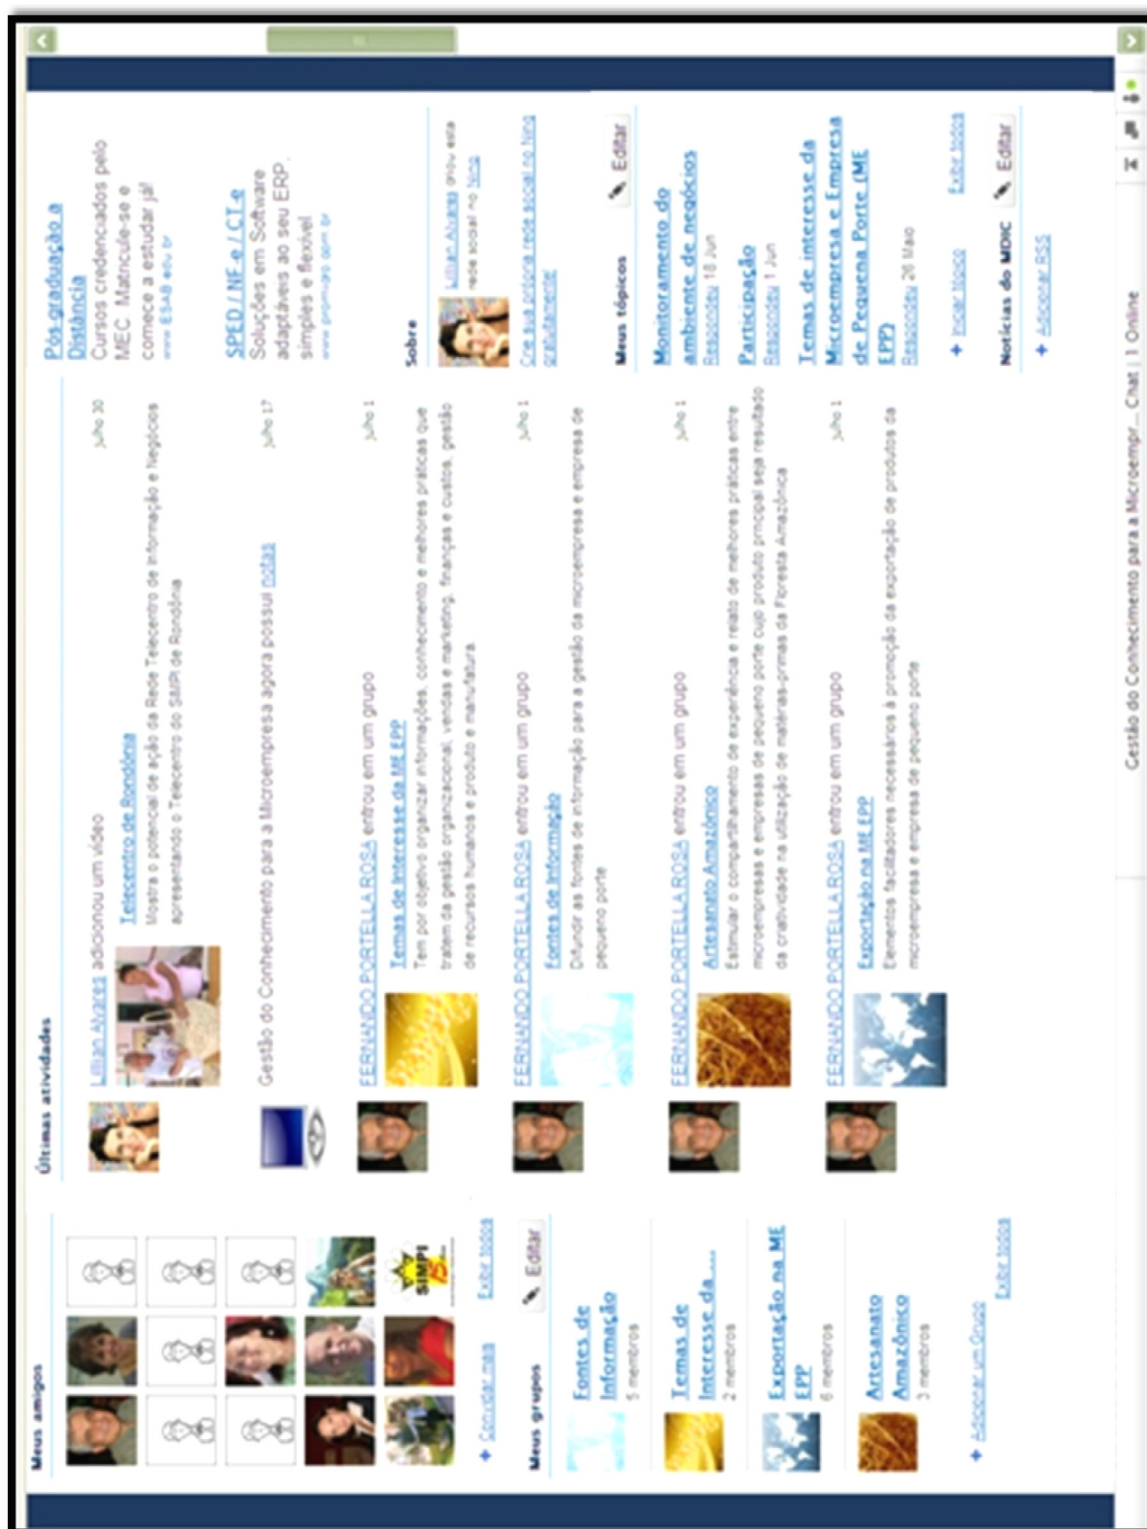 Meus amigos
+ Convidar mais
Exibir todos
Meus grupos
Editar
Fontes de
Informação
5 membros
Temas de
Interesse da ...
2 membros
Exportação na ME
EPP
6 membros
Artesanato
Amazônico
3 membros
+ Adicionar um Grupo
Exibir todos
Últimas atividades
Lillian Alvares adicionou um vídeo
Julho 30
Telecentro de Rondônia
Mostra o potencial de ação da Rede Telecentro de Informação e Negócios
apresentando o Telecentro do SIMPI de Rondônia
Gestão do Conhecimento para a Microempresa agora possui notas
Julho 17
FERNANDO PORTELLA ROSA entrou em um grupo
Julho 1
Temas de Interesse da ME EPP
Tem por objetivo organizar informações, conhecimento e melhores práticas que
tratem da gestão organizacional, vendas e marketing, finanças e custos, gestão
de recursos humanos e produto e manufatura.
FERNANDO PORTELLA ROSA entrou em um grupo
Julho 1
Fontes de Informação
Difundir as fontes de informação para a gestão da microempresa e empresa de
pequeno porte
FERNANDO PORTELLA ROSA entrou em um grupo
Julho 1
Artesanato Amazônico
Estimular o compartilhamento de experiência e relato de melhores práticas entre
microempresas e empresas de pequeno porte cujo produto principal seja resultado
da criatividade na utilização de matérias-primas da Floresta Amazônica
FERNANDO PORTELLA ROSA entrou em um grupo
Julho 1
Exportação na ME EPP
Elementos facilitadores necessários à promoção da exportação de produtos da
microempresa e empresa de pequeno porte
Pós-graduação a
Distância
Cursos credenciados pelo
MEC. Matricule-se e
comece a estudar já!
www.ESAB.edu.br
SPED / NF-e / CT-e
Soluções em Software
adaptáveis ao seu ERP,
simples e flexível
Sobre
Lillian Alvares criou esta
rede social no Ning.
Crie sua própria rede social no Ning
gratuitamente!
Meus tópicos
Editar
Monitoramento do
ambiente de negócios
Respondeu 18 Jun
Participação
Respondeu 1 Jun
Temas de interesse da
Microempresa e Empresa
de Pequena Porte (ME
EPP)
Respondeu 26 Maio
+ Iniciar tópico
Exibir todos
Notícias do MDIC
Editar
+ Adicionar RSS
Gestão do Conhecimento para a Microempr... Chat | 1 Online
SIMPI
15